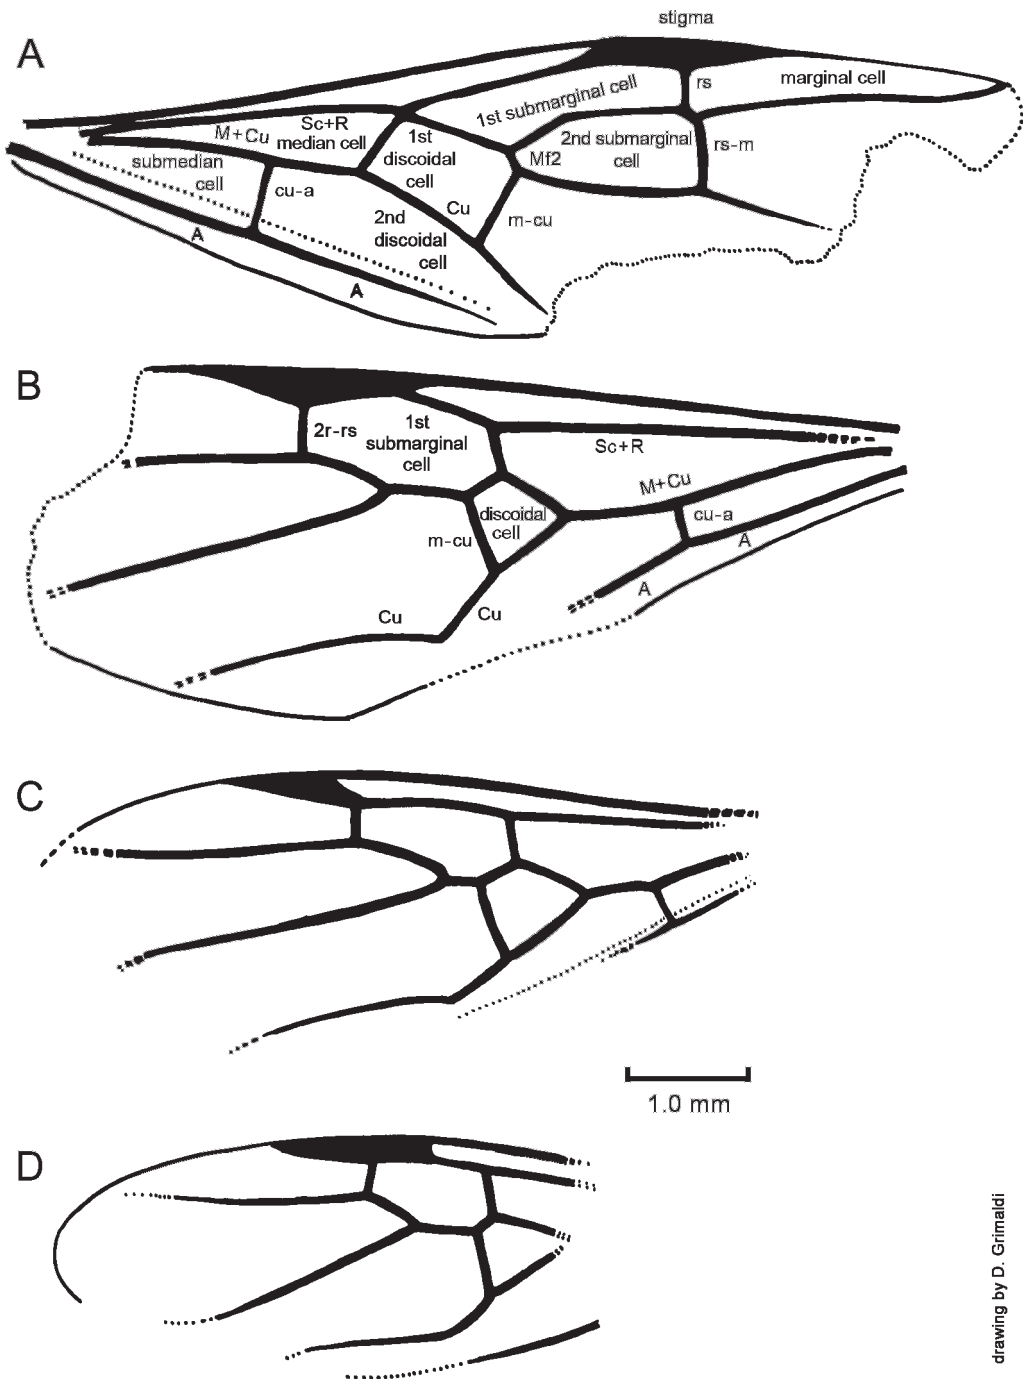 stigma
A
rs
marginal cell
1st submarginal cell
Sc+R
M+Cu
median cell
1st
discoidal
cell
2nd submarginal
cell
Mf2
rs-m
submedian
cell
cu-a
Cu
m-cu
2nd
discoidal
cell
A
A
B
2r-rs
1st
submarginal
cell
Sc+R
M+Cu
discoidal
cell
cu-a
m-cu
A
A
Cu
Cu
C
1.0 mm
D
drawing by D. Grimaldi